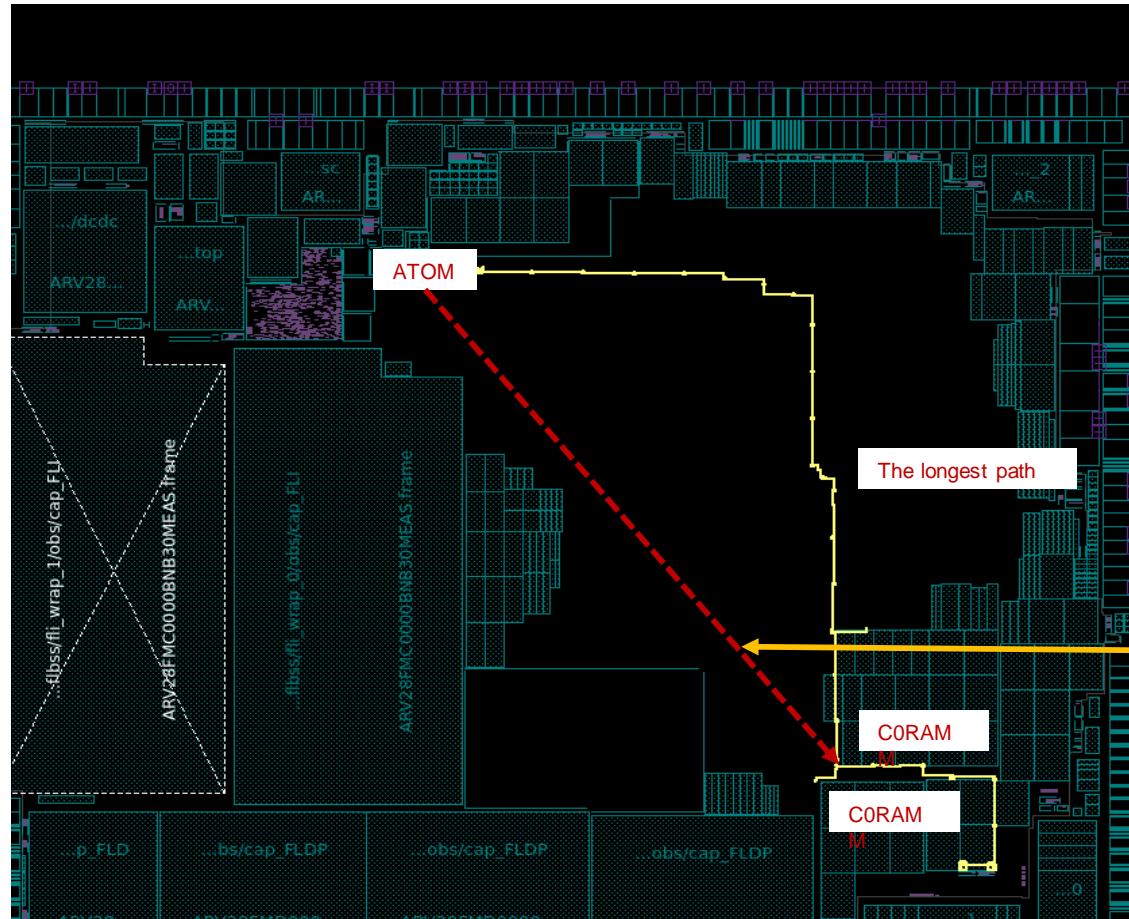 sc
AR...
..._2
AR.
.../dcdc
ARV28...
...top
ARV...
ATOM
The longest path
...flbss/fli_wrap_1/obs/cap_FLI
ARV28FMC0000BNB30MEAS.frame
...flbss/fli_wrap_0/obs/cap_FLI
ARV28FMC0000BNB30MEAS.frame
C0RAM
M
C0RAM
M
...p_FLD
...bs/cap_FLDP
.obs/cap_FLDP
...obs/cap_FLDP
...0